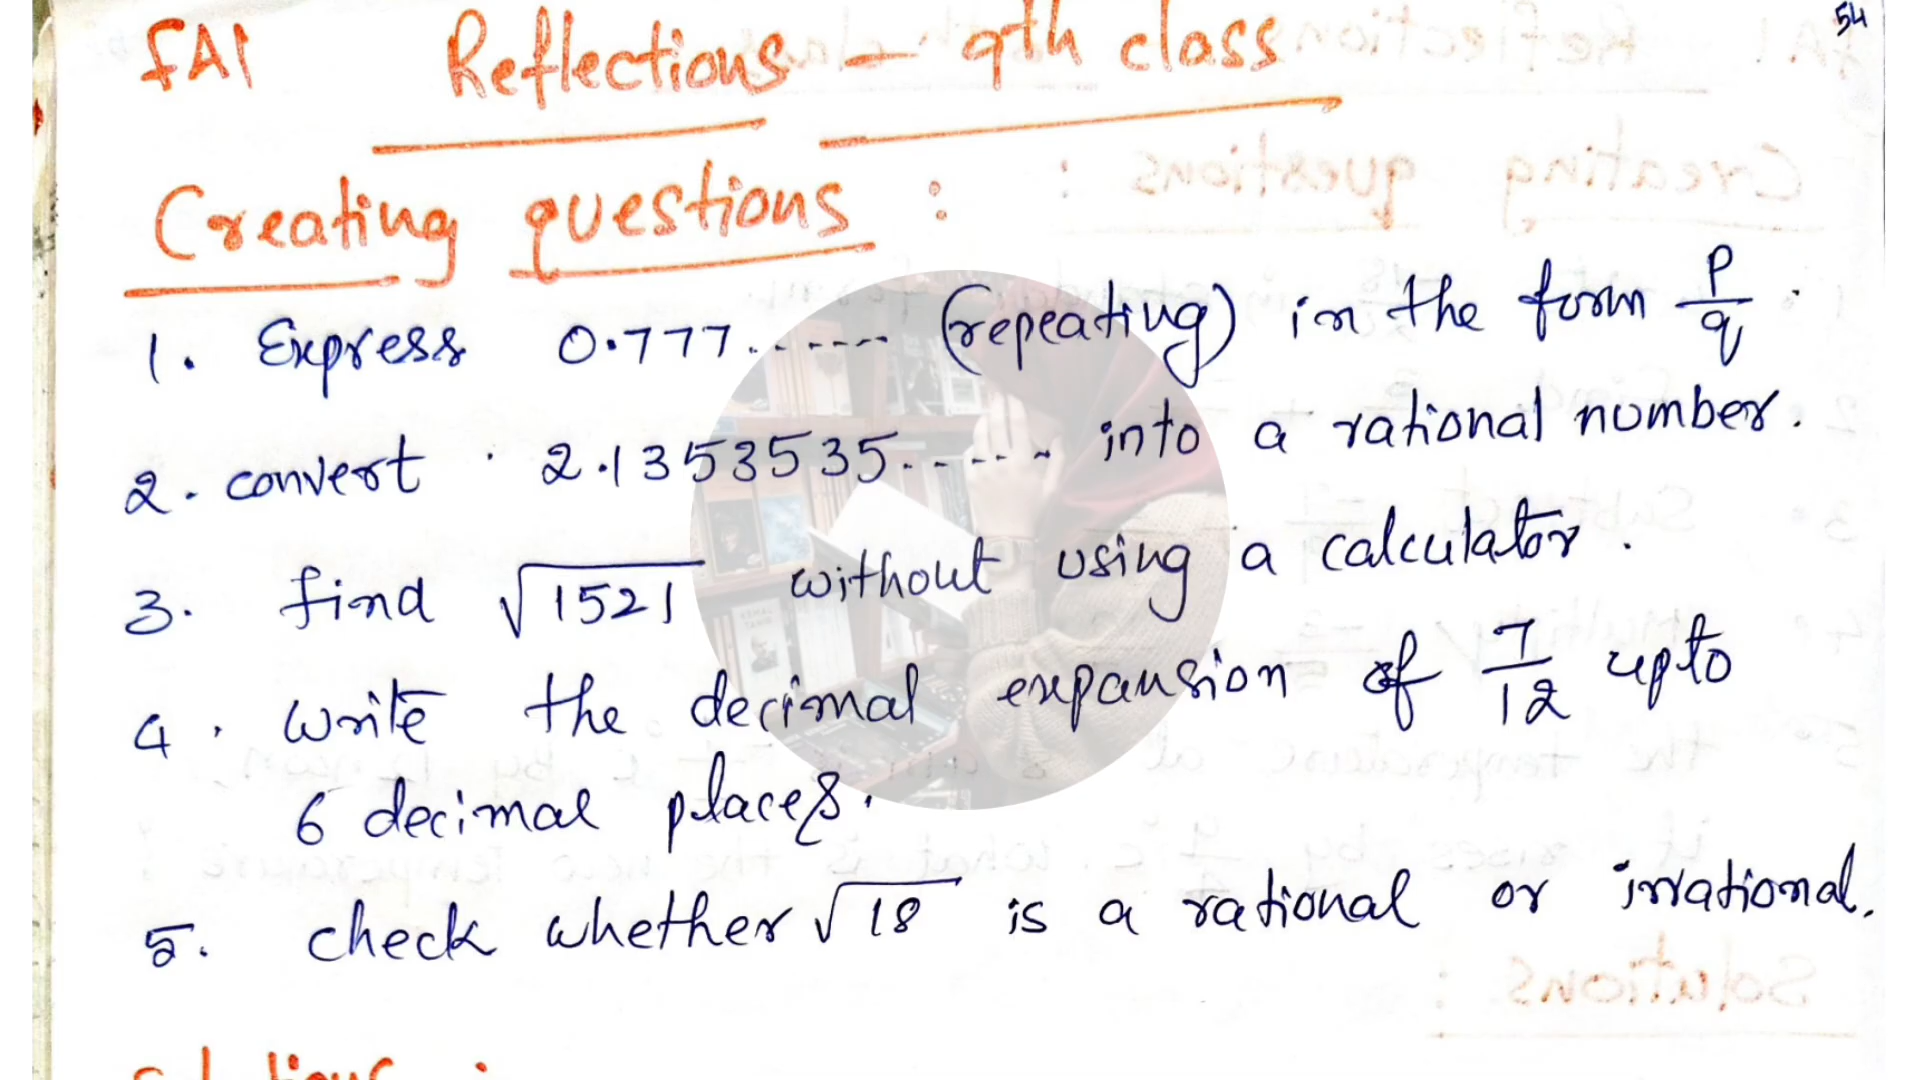 54
FA1 Reflections - 9th class
Creating questions :
1. Express 0.777....... (repeating) in the form p/q.
2. convert 2.1353535...... into a rational number.
3. find √1521 without using a calculator.
4. write the decimal expansion of 7/12 upto
6 decimal places.
5. check whether √18 is a rational or irrational.
Solutions :